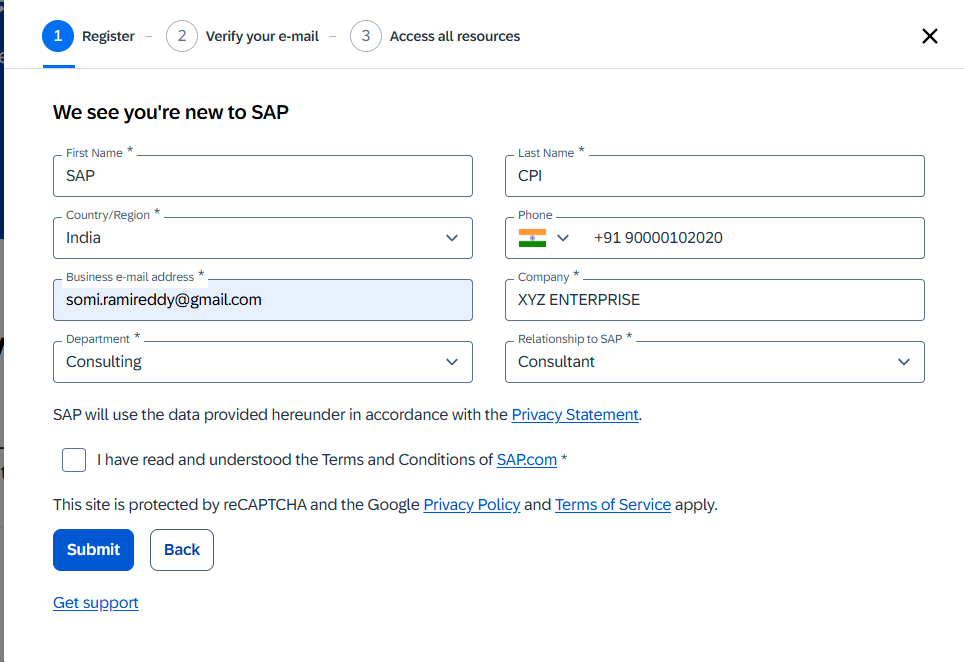 1 Register – 2 Verify your e-mail – 3 Access all resources
We see you're new to SAP
First Name * Last Name *
SAP CPI
Country/Region * Phone
India +91 90000102020
Business e-mail address * Company *
somi.ramireddy@gmail.com XYZ ENTERPRISE
Department * Relationship to SAP *
Consulting Consultant
SAP will use the data provided hereunder in accordance with the Privacy Statement.
I have read and understood the Terms and Conditions of SAP.com *
This site is protected by reCAPTCHA and the Google Privacy Policy and Terms of Service apply.
Submit Back
Get support